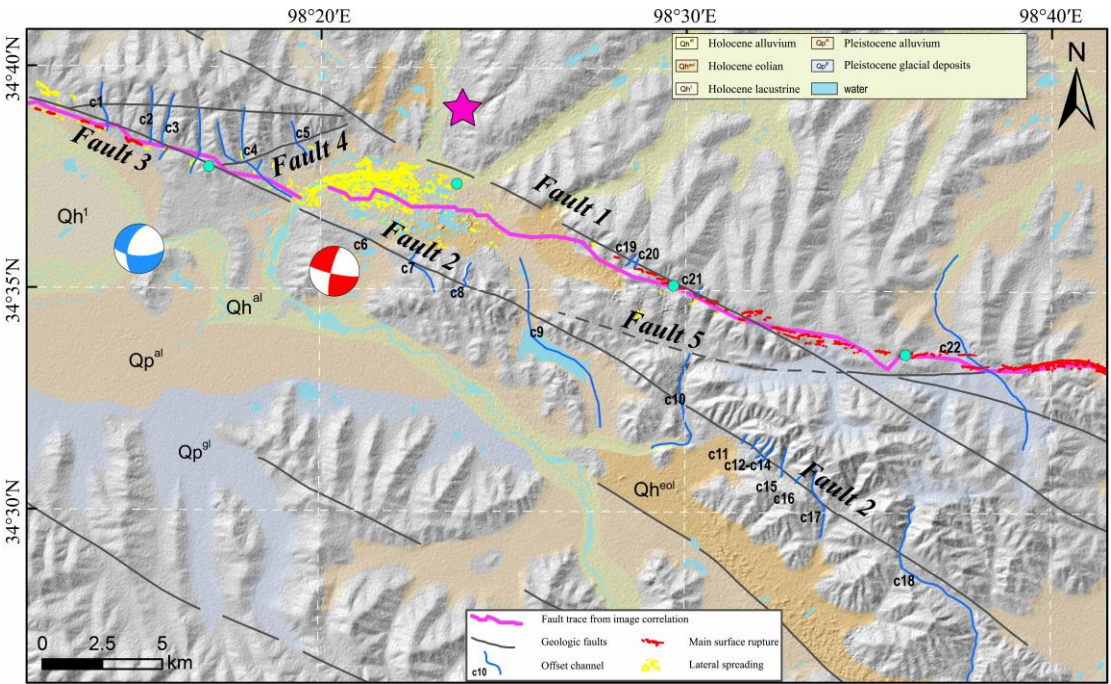 98°20′E
98°30′E
98°40′E
34°40′N
34°35′N
34°30′N
Qh^al Holocene alluvium
Qp^al Pleistocene alluvium
Qh^eol Holocene eolian
Qp^gl Pleistocene glacial deposits
Qh^l Holocene lacustrine
water
N
c1
c2
c3
c4
c5
Fault 3
Fault 4
Fault 1
Qh^1
c6
Fault 2
c7
c8
c19
c20
c21
Qh^al
c9
Fault 5
c22
Qp^al
c10
Qp^gl
c11
c12-c14
c15
c16
c17
Fault 2
Qh^eol
c18
0 2.5 5
km
Fault trace from image correlation
Geologic faults
Main surface rupture
c10
Offset channel
Lateral spreading